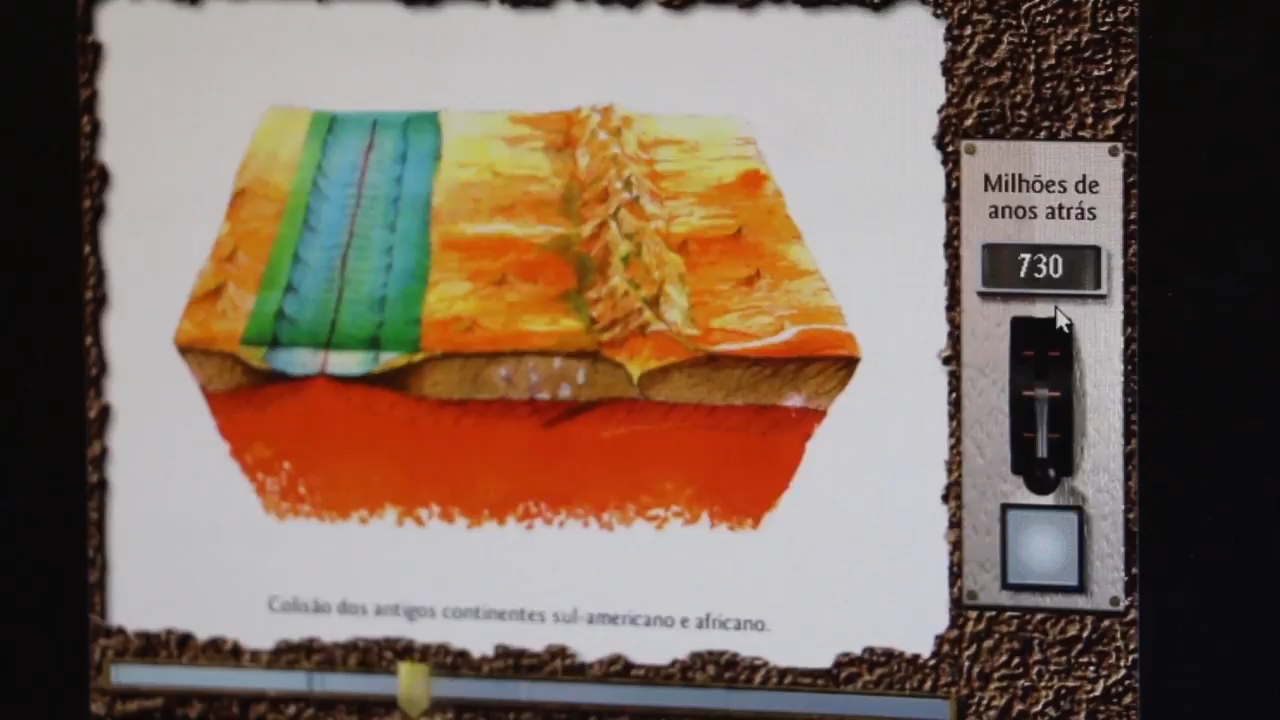 Milhões de
anos atrás
730
Colisão dos antigos continentes sul-americano e africano.